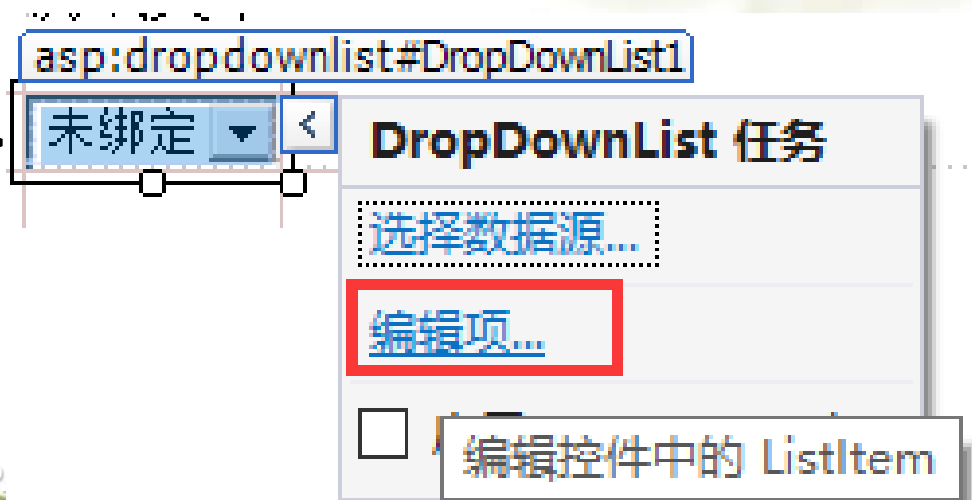 asp:dropdownlist#DropDownList1
未绑定
DropDownList 任务
选择数据源...
编辑项...
编辑控件中的 ListItem